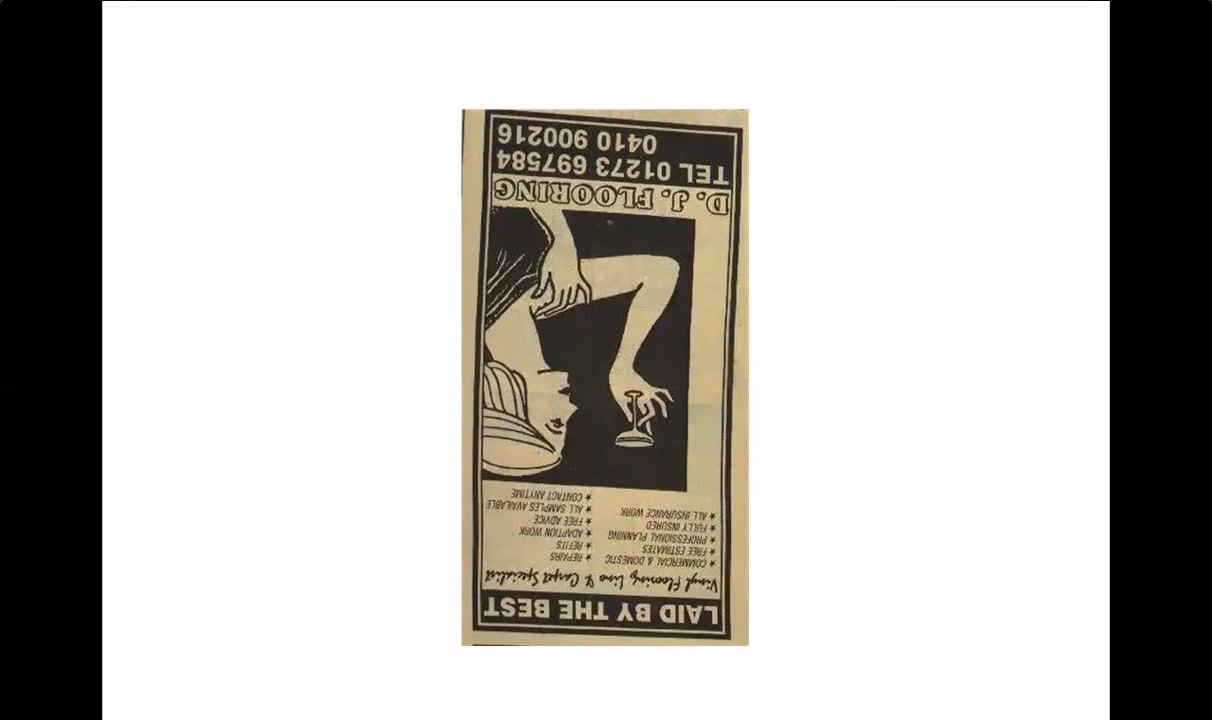 LAID BY THE BEST
Vinyl Flooring Lino & Carpet Specialist
★ COMMERCIAL & DOMESTIC
★ FREE ESTIMATES
★ PROFESSIONAL PLANNING
★ FULLY INSURED
★ ALL INSURANCE WORK
★ REPAIRS
★ REFITS
★ ADAPTION WORK
★ FREE ADVICE
★ ALL SAMPLES AVAILABLE
★ CONTACT ANYTIME
D. J. FLOORING
TEL 01273 697584
0410 900216